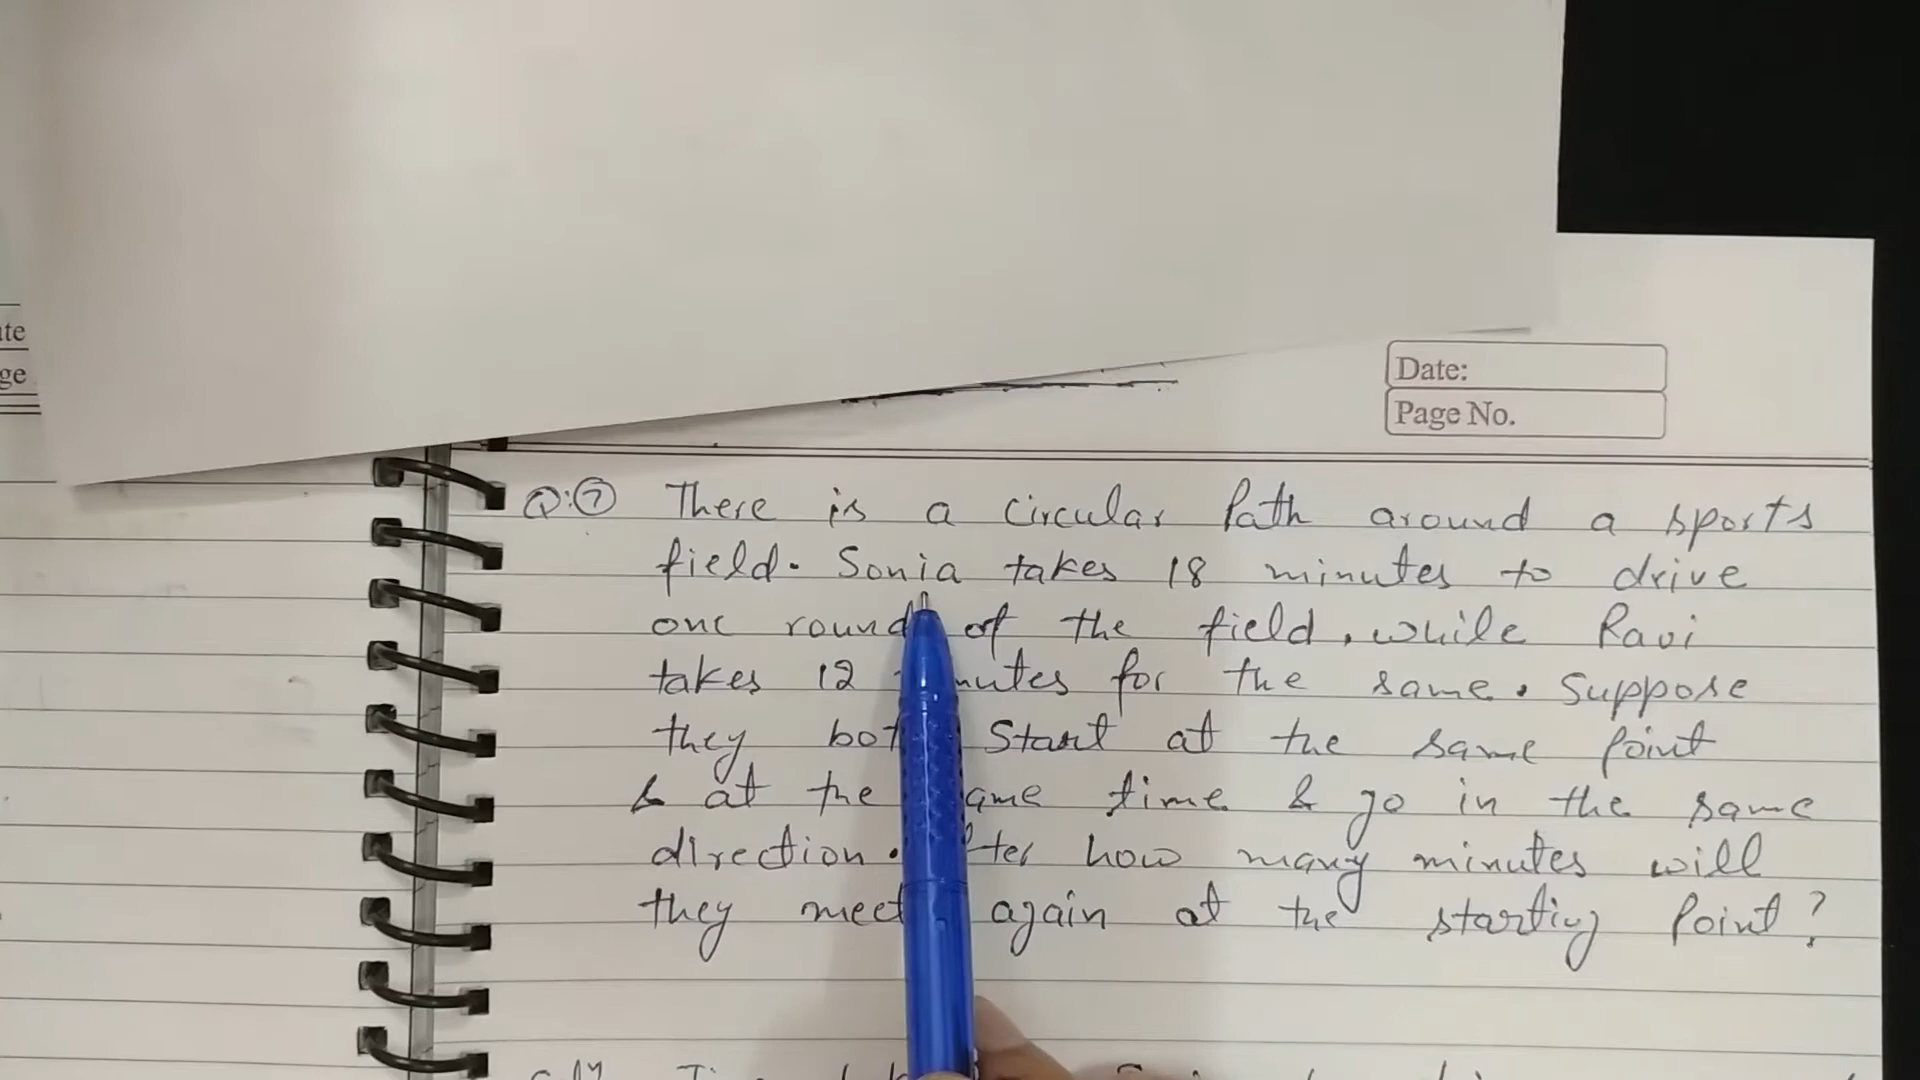 Date:
Page No.
Q:⑦ There is a circular Path around a sports
field. Sonia takes 18 minutes to drive
one round of the field, while Ravi
takes 12 for the same. Suppose
they Start at the same Point
& at the time & go in the same
direction. how many minutes will
they meet again at the starting Point?